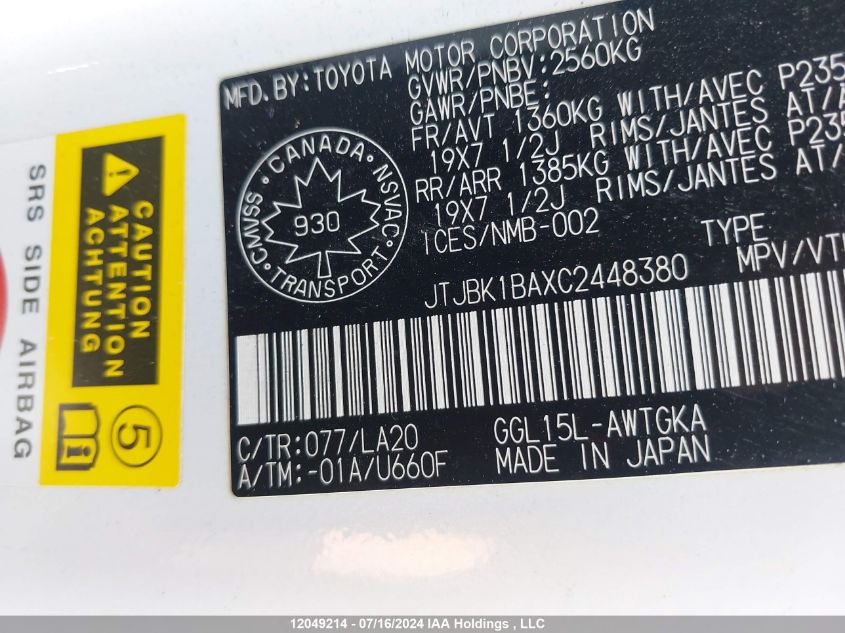 MFD. BY: TOYOTA MOTOR CORPORATION
GVWR/PNBV: 2560KG
GAWR/PNBE:
FR/AVT 1360KG WITH/AVEC P235
19X7 1/2J RIMS/JANTES AT/A
RR/ARR 1385KG WITH/AVEC P235
19X7 1/2J RIMS/JANTES AT/
ICES/NMB-002
TYPE
JTJBK1BAXC2448380
MPV/VT
CANADA
CMVSS
NSVAC
930
TRANSPORT
C/TR:077/LA20
GGL15L-AWTGKA
A/TM:-01A/U660F
MADE IN JAPAN
CAUTION
ATTENTION
ACHTUNG
SRS SIDE AIRBAG
5
i
12049214 - 07/16/2024 IAA Holdings , LLC